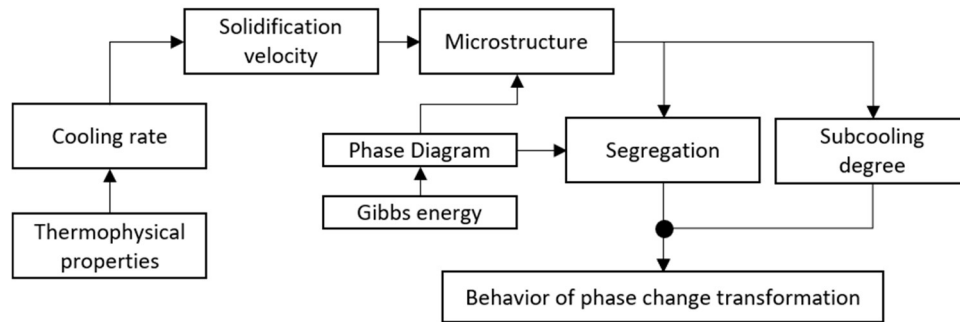 Solidification
velocity
Microstructure
Cooling rate
Phase Diagram
Segregation
Subcooling
degree
Gibbs energy
Thermophysical
properties
Behavior of phase change transformation